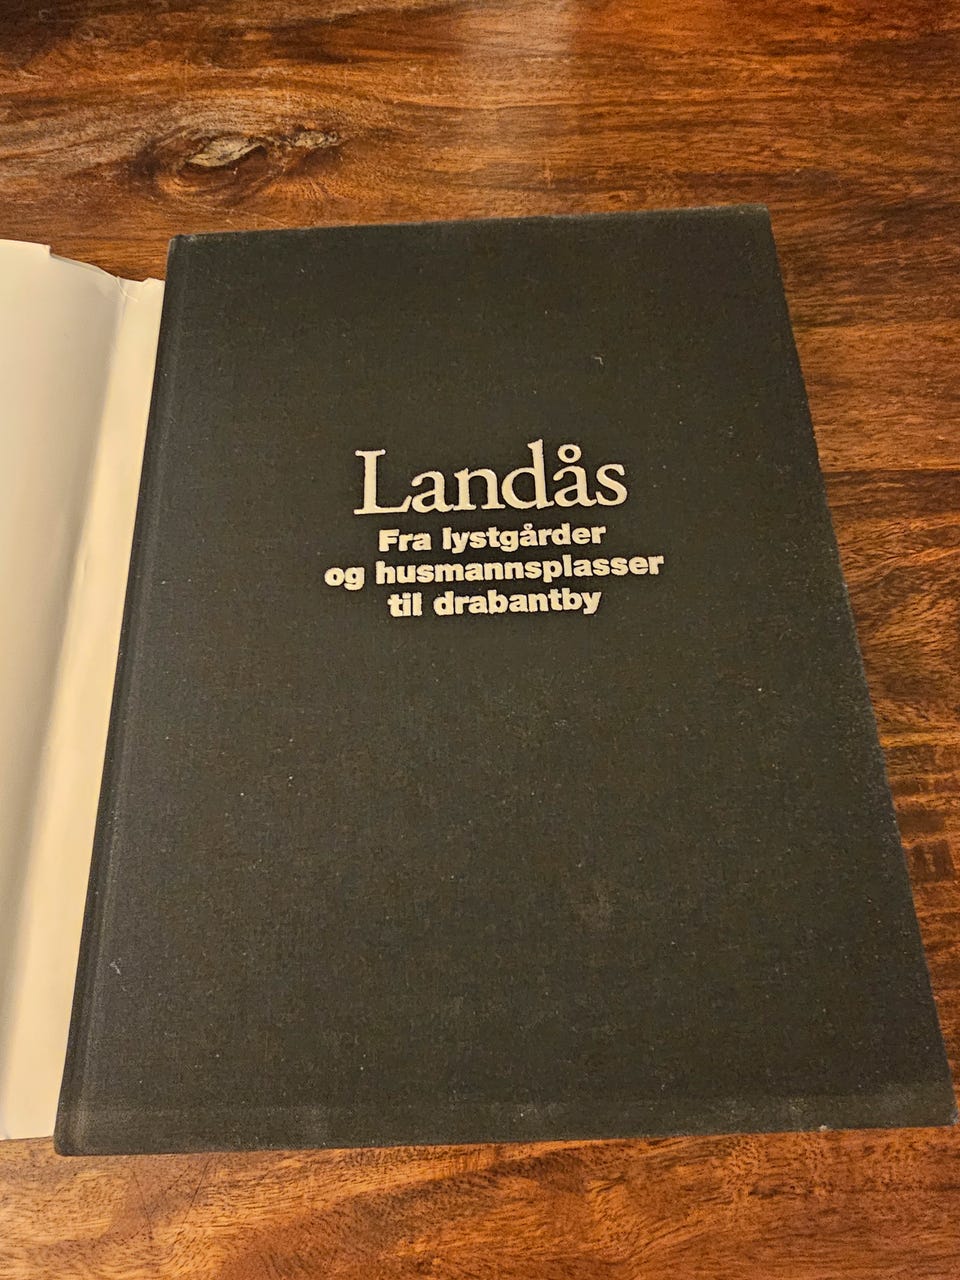 Landås
Fra lystgårder
og husmannsplasser
til drabantby